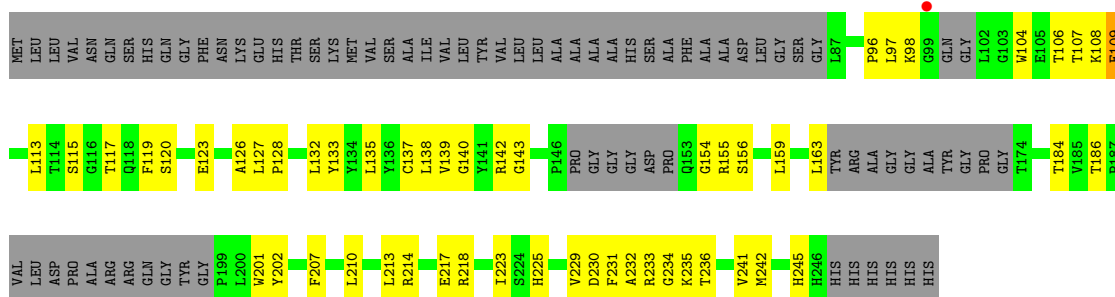 MET LEU LEU VAL ASN GLN SER HIS GLN GLY PHE ASN LYS GLU HIS THR SER LYS MET VAL SER ALA ILE VAL LEU TYR VAL LEU LEU ALA ALA ALA ALA HIS SER ALA PHE ALA ALA ASP LEU GLY SER GLY L87 P96 L97 K98 G99 GLN GLY L102 G103 W104 E105 T106 T107 K108
L113 T114 S115 G116 T117 Q118 F119 S120 E123 A126 L127 P128 L132 Y133 Y134 L135 Y136 C137 L138 V139 G140 Y141 R142 G143 P146 PRO GLY GLY GLY ASP PRO Q153 G154 R155 S156 L159 L163 TYR ARG ALA GLY GLY ALA TYR GLY PRO GLY T174 T184 V185 T186
VAL LEU ASP PRO ALA ARG ARG GLN GLY TYR GLY P199 L200 W201 Y202 F207 L210 L213 R214 E217 R218 I223 S224 H225 V229 D230 F231 A232 R233 G234 K235 T236 V241 M242 H245 H246 HIS HIS HIS HIS HIS HIS